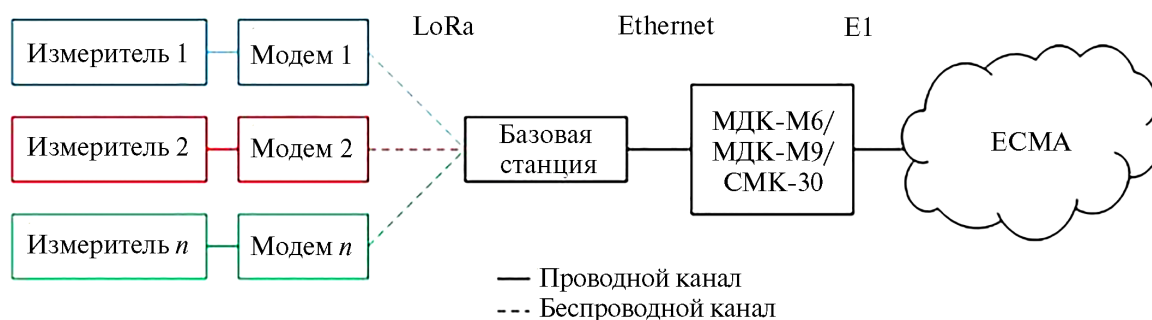 LoRa
Ethernet
E1
Измеритель 1
Модем 1
Измеритель 2
Модем 2
Измеритель n
Модем n
Базовая
станция
МДК-М6/
МДК-М9/
СМК-30
ЕСМА
Проводной канал
Беспроводной канал